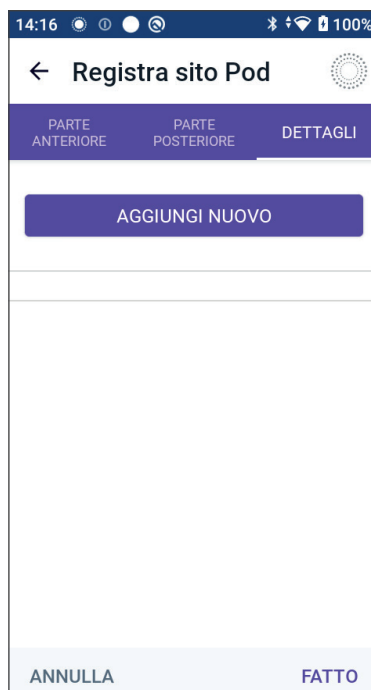 14:16 100%
Registra sito Pod
PARTE ANTERIORE
PARTE POSTERIORE
DETTAGLI
AGGIUNGI NUOVO
ANNULLA FATTO